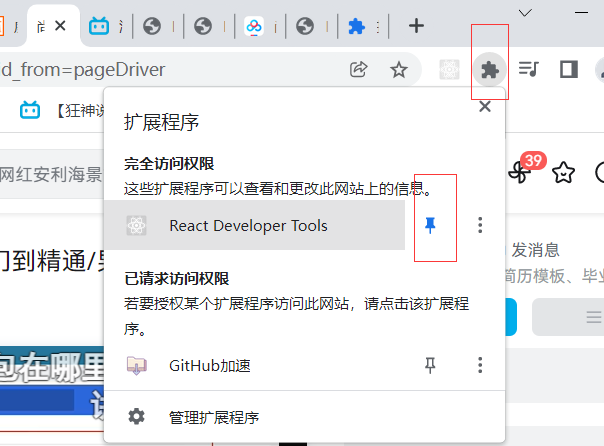 d_from=pageDriver
【狂神说
扩展程序
网红安利海景
完全访问权限
这些扩展程序可以查看和更改此网站上的信息。
39
React Developer Tools
门到精通/
发消息
已请求访问权限
简历模板、毕业
若要授权某个扩展程序访问此网站，请点击该扩展程
序。
包在哪里
GitHub加速
管理扩展程序